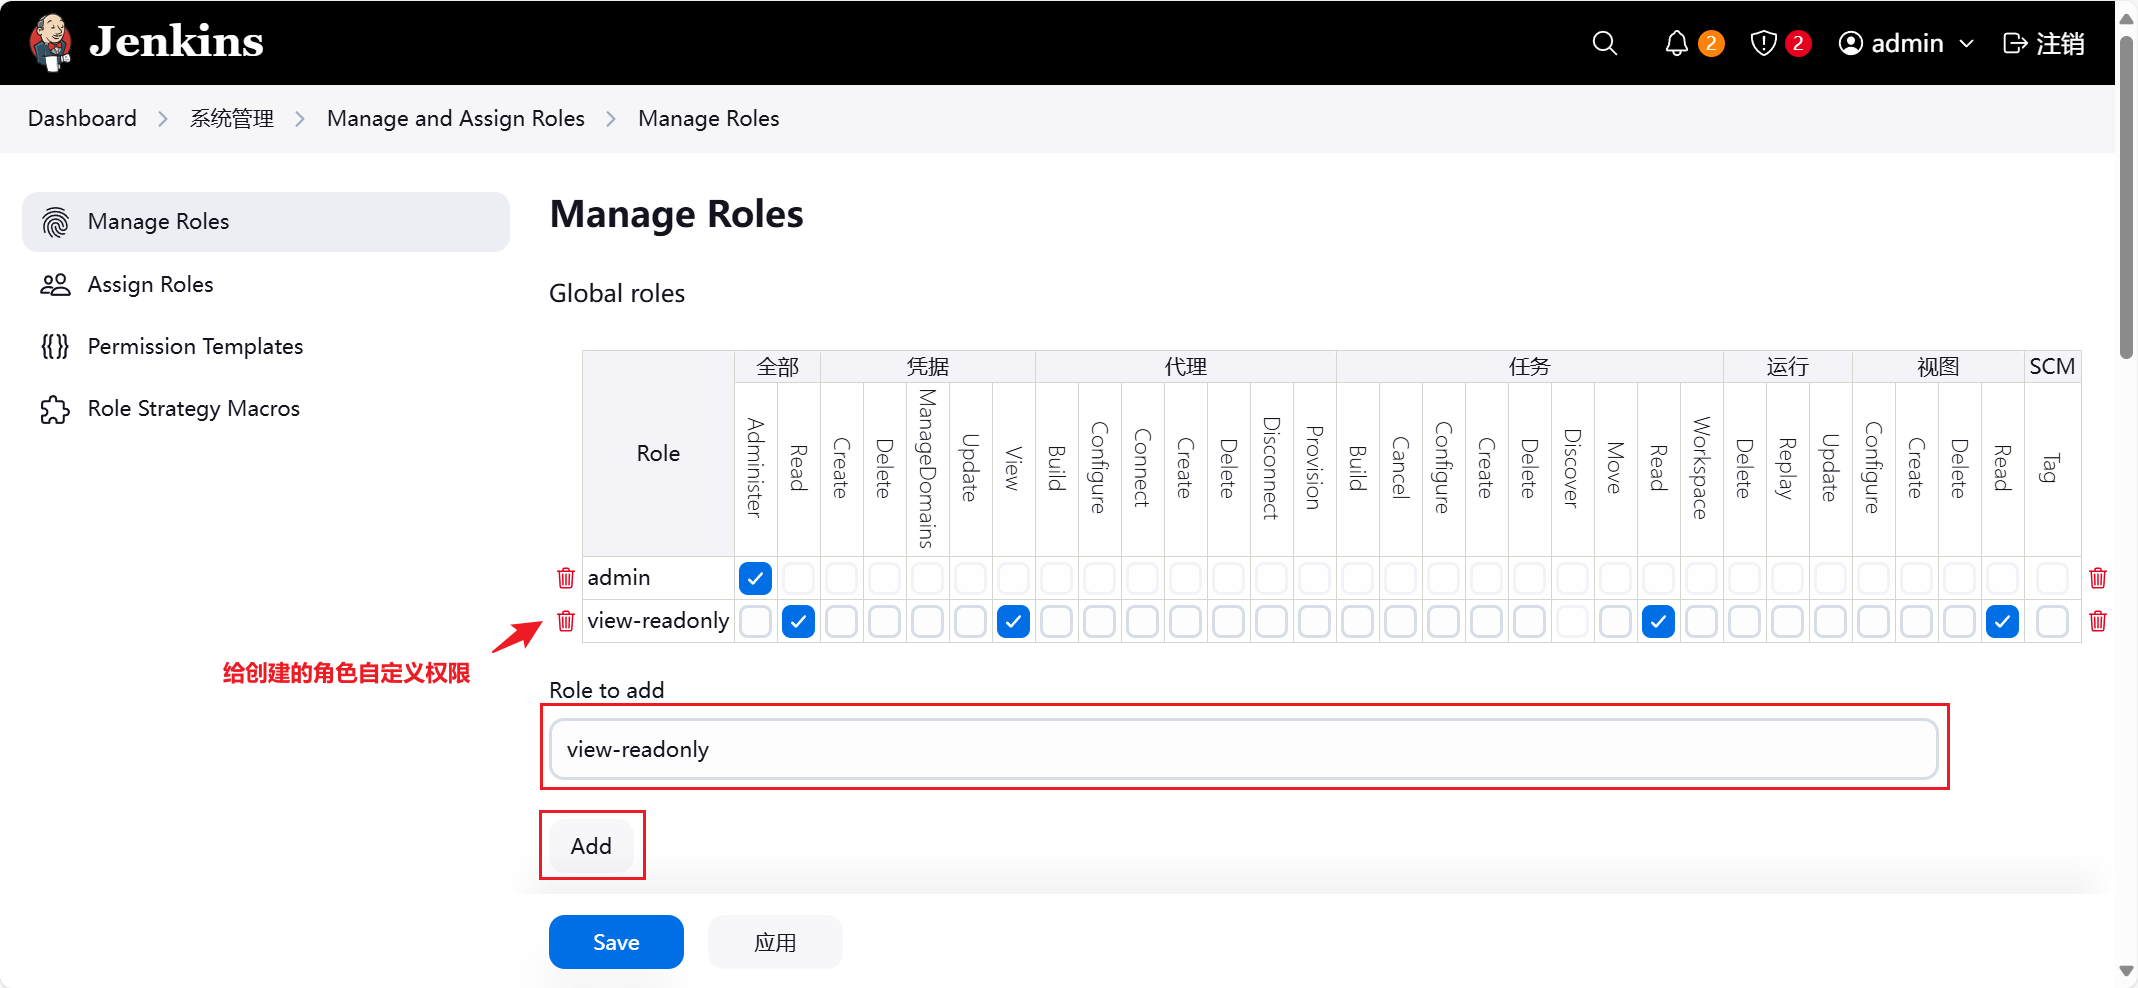 Jenkins
2
2
admin
注销
Dashboard
系统管理
Manage and Assign Roles
Manage Roles
Manage Roles
Assign Roles
Permission Templates
Role Strategy Macros
Manage Roles
Global roles
Role
全部
凭据
代理
任务
运行
视图
SCM
Administer
Read
Create
Delete
ManageDomains
Update
View
Build
Configure
Connect
Create
Delete
Disconnect
Provision
Build
Cancel
Configure
Create
Delete
Discover
Move
Read
Workspace
Delete
Replay
Update
Configure
Create
Delete
Read
Tag
admin
view-readonly
给创建的角色自定义权限
Role to add
view-readonly
Add
Save
应用